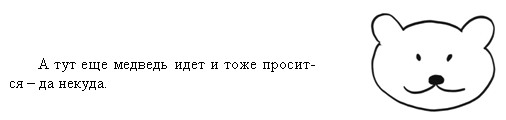 А тут еще медведь идет и тоже просит-
ся – да некуда.